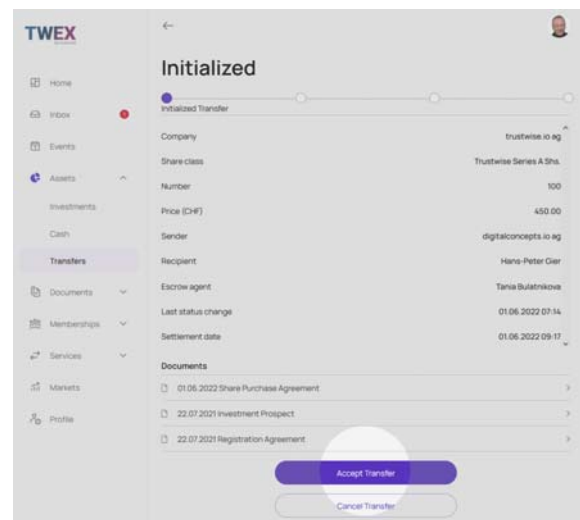 TWEX
Initialized
Home
Inbox
Events
Assets
Investments
Cash
Transfers
Documents
Memberships
Services
Markets
Profile
Initialized Transfer
Company trustwise.io ag
Share class Trustwise Series A Shs.
Number 100
Price (CHF) 450.00
Sender digitalconcepts.io ag
Recipient Hans-Peter Gier
Escrow agent Tania Bulatnikova
Last status change 01.06.2022 07:14
Settlement date 01.06.2022 09:17
Documents
01.06.2022 Share Purchase Agreement
22.07.2021 Investment Prospect
22.07.2021 Registration Agreement
Accept Transfer
Cancel Transfer